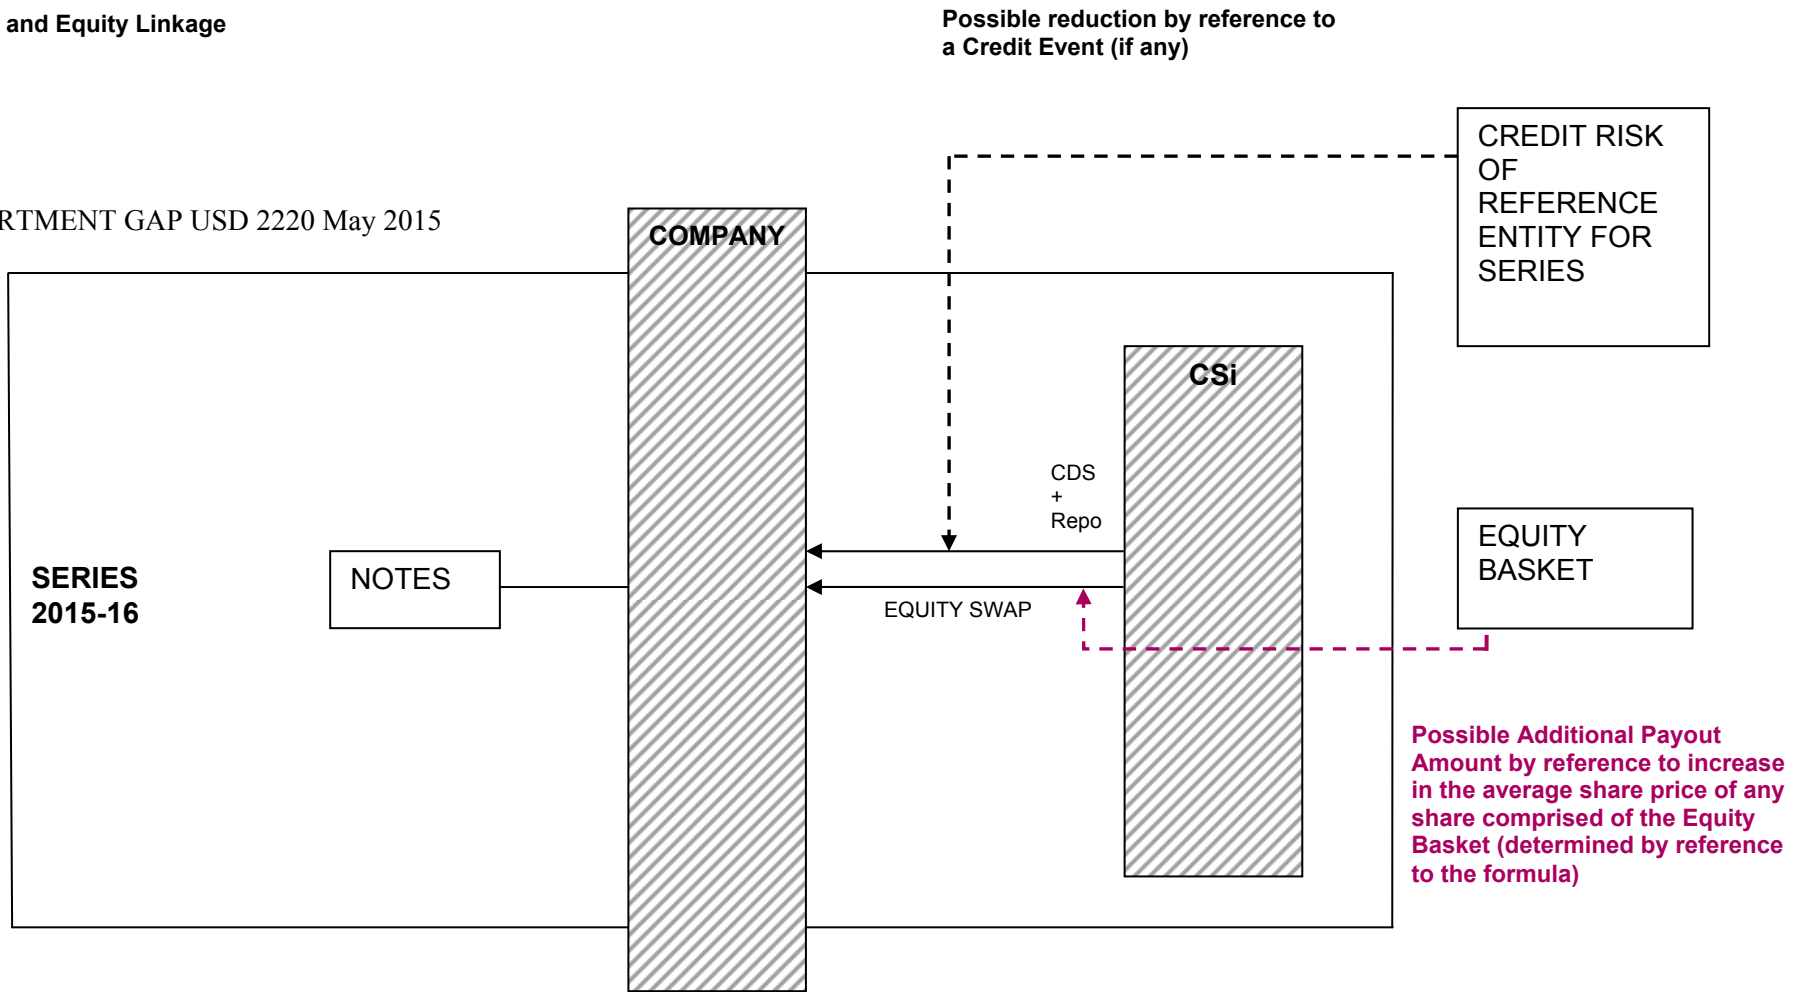 and Equity Linkage
Possible reduction by reference to
a Credit Event (if any)
CREDIT RISK
OF
REFERENCE
ENTITY FOR
SERIES
RTMENT GAP USD 2220 May 2015
COMPANY
CSi
CDS
+
Repo
EQUITY
BASKET
SERIES
2015-16
NOTES
EQUITY SWAP
Possible Additional Payout
Amount by reference to increase
in the average share price of any
share comprised of the Equity
Basket (determined by reference
to the formula)